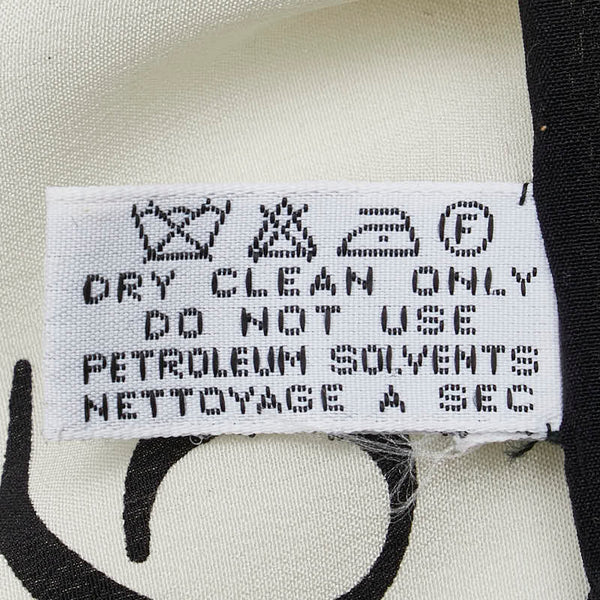 F
DRY CLEAN ONLY
DO NOT USE
PETROLEUM SOLVENTS
NETTOYAGE A SEC